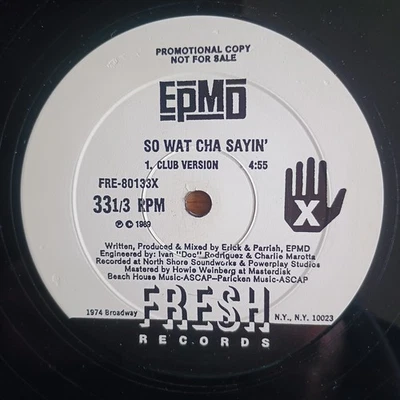 PROMOTIONAL COPY
NOT FOR SALE
EPMD
SO WAT CHA SAYIN'
1. CLUB VERSION 4:55
FRE-80133X
33 1/3 RPM
X
℗ © 1989
Written, Produced & Mixed by Erick & Parrish, EPMD
Engineered by: Ivan "Doc" Rodriguez & Charlie Marotta
Recorded at North Shore Soundworks & Powerplay Studios
Mastered by Howie Weinberg at Masterdisk
Beach House Music-ASCAP–Paricken Music-ASCAP
FRESH
1974 Broadway N.Y., N.Y. 10023
RECORDS